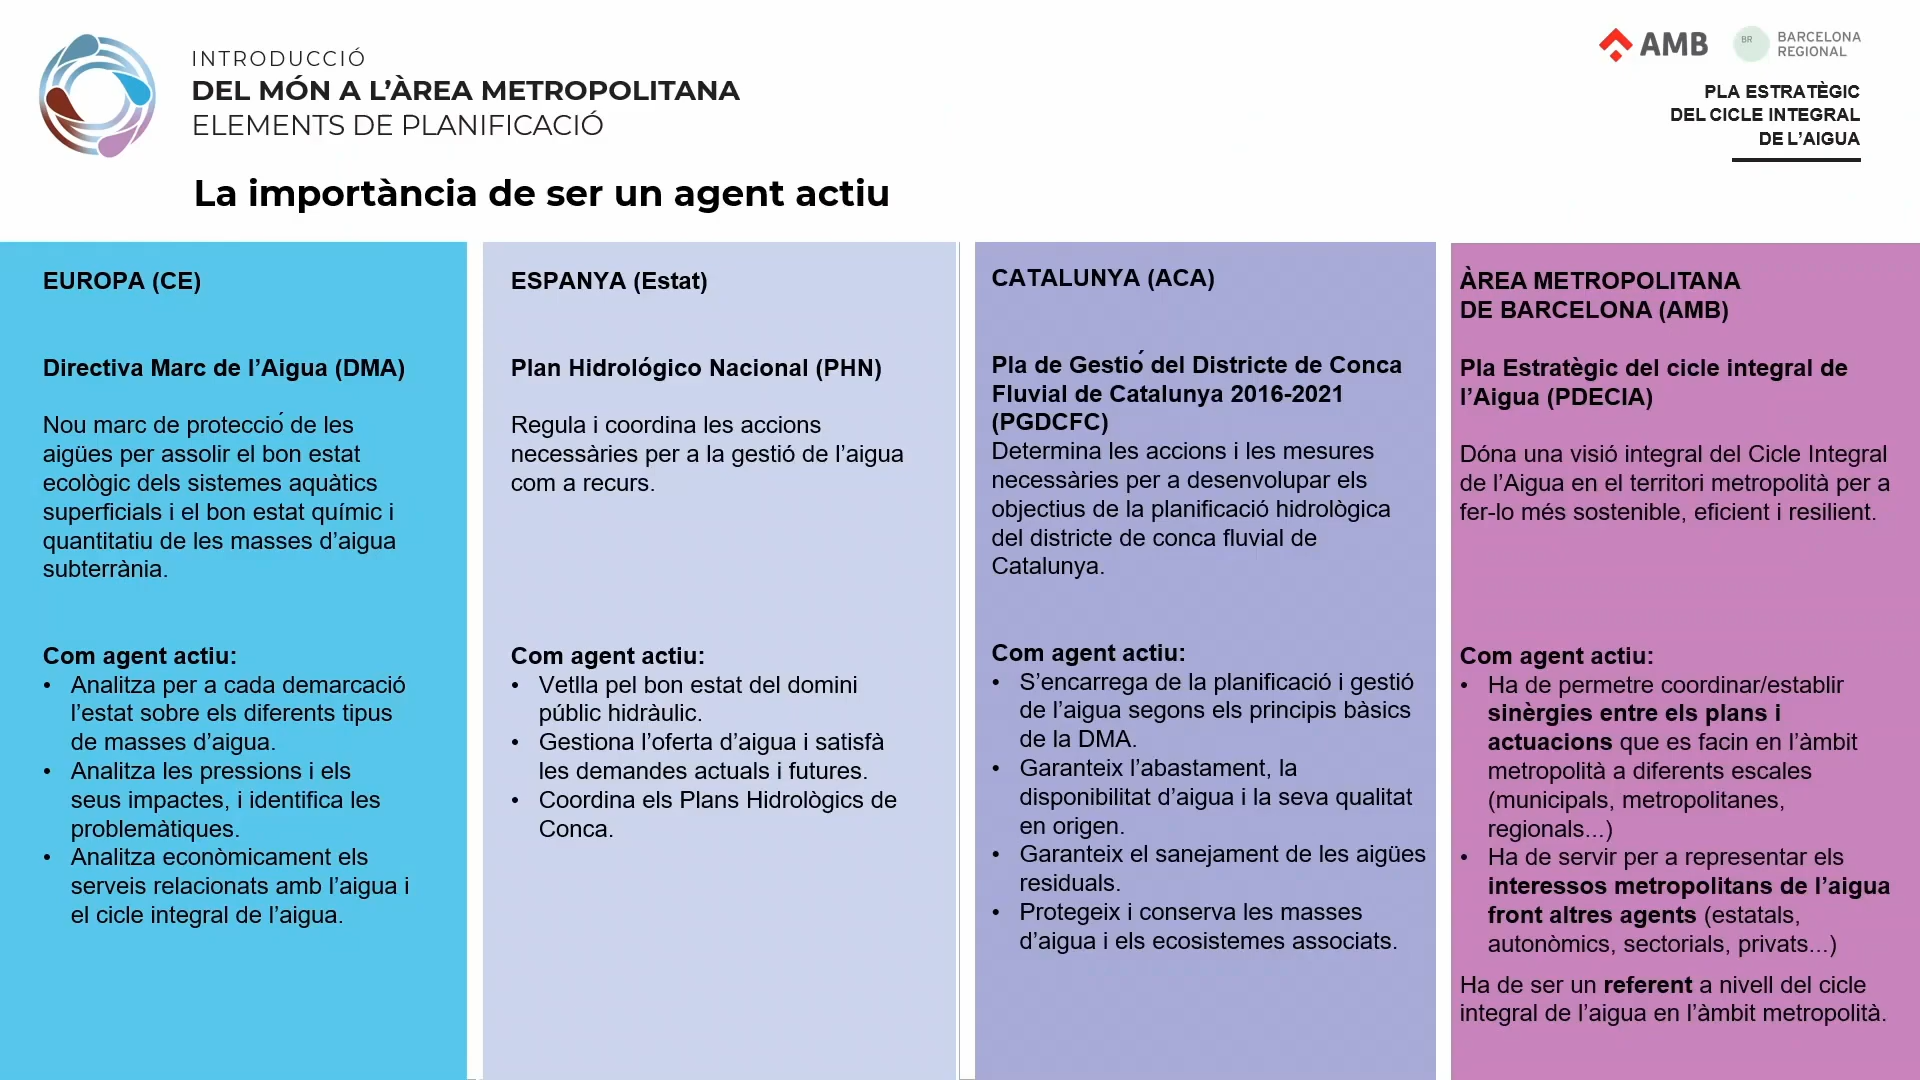 INTRODUCCIÓ
DEL MÓN A L'ÀREA METROPOLITANA
ELEMENTS DE PLANIFICACIÓ
La importància de ser un agent actiu
AMB
BR
BARCELONA
REGIONAL
PLA ESTRATÈGIC
DEL CICLE INTEGRAL
DE L'AIGUA
EUROPA (CE)
Directiva Marc de l'Aigua (DMA)
Nou marc de protecció de les
aigües per assolir el bon estat
ecològic dels sistemes aquàtics
superficials i el bon estat químic i
quantitatiu de les masses d'aigua
subterrània.
Com agent actiu:
• Analitza per a cada demarcació
l'estat sobre els diferents tipus
de masses d'aigua.
• Analitza les pressions i els
seus impactes, i identifica les
problemàtiques.
• Analitza econòmicament els
serveis relacionats amb l'aigua i
el cicle integral de l'aigua.
ESPANYA (Estat)
Plan Hidrológico Nacional (PHN)
Regula i coordina les accions
necessàries per a la gestió de l'aigua
com a recurs.
Com agent actiu:
• Vetlla pel bon estat del domini
públic hidràulic.
• Gestiona l'oferta d'aigua i satisfà
les demandes actuals i futures.
• Coordina els Plans Hidrològics de
Conca.
CATALUNYA (ACA)
Pla de Gestió del Districte de Conca
Fluvial de Catalunya 2016-2021
(PGDCFC)
Determina les accions i les mesures
necessàries per a desenvolupar els
objectius de la planificació hidrològica
del districte de conca fluvial de
Catalunya.
Com agent actiu:
• S'encarrega de la planificació i gestió
de l'aigua segons els principis bàsics
de la DMA.
• Garanteix l'abastament, la
disponibilitat d'aigua i la seva qualitat
en origen.
• Garanteix el sanejament de les aigües
residuals.
• Protegeix i conserva les masses
d'aigua i els ecosistemes associats.
ÀREA METROPOLITANA
DE BARCELONA (AMB)
Pla Estratègic del cicle integral de
l'Aigua (PDECIA)
Dóna una visió integral del Cicle Integral
de l'Aigua en el territori metropolità per a
fer-lo més sostenible, eficient i resilient.
Com agent actiu:
• Ha de permetre coordinar/establir
sinèrgies entre els plans i
actuacions que es facin en l'àmbit
metropolità a diferents escales
(municipals, metropolitanes,
regionals...)
• Ha de servir per a representar els
interessos metropolitans de l'aigua
front altres agents (estatals,
autonòmics, sectorials, privats...)
Ha de ser un referent a nivell del cicle
integral de l'aigua en l'àmbit metropolità.